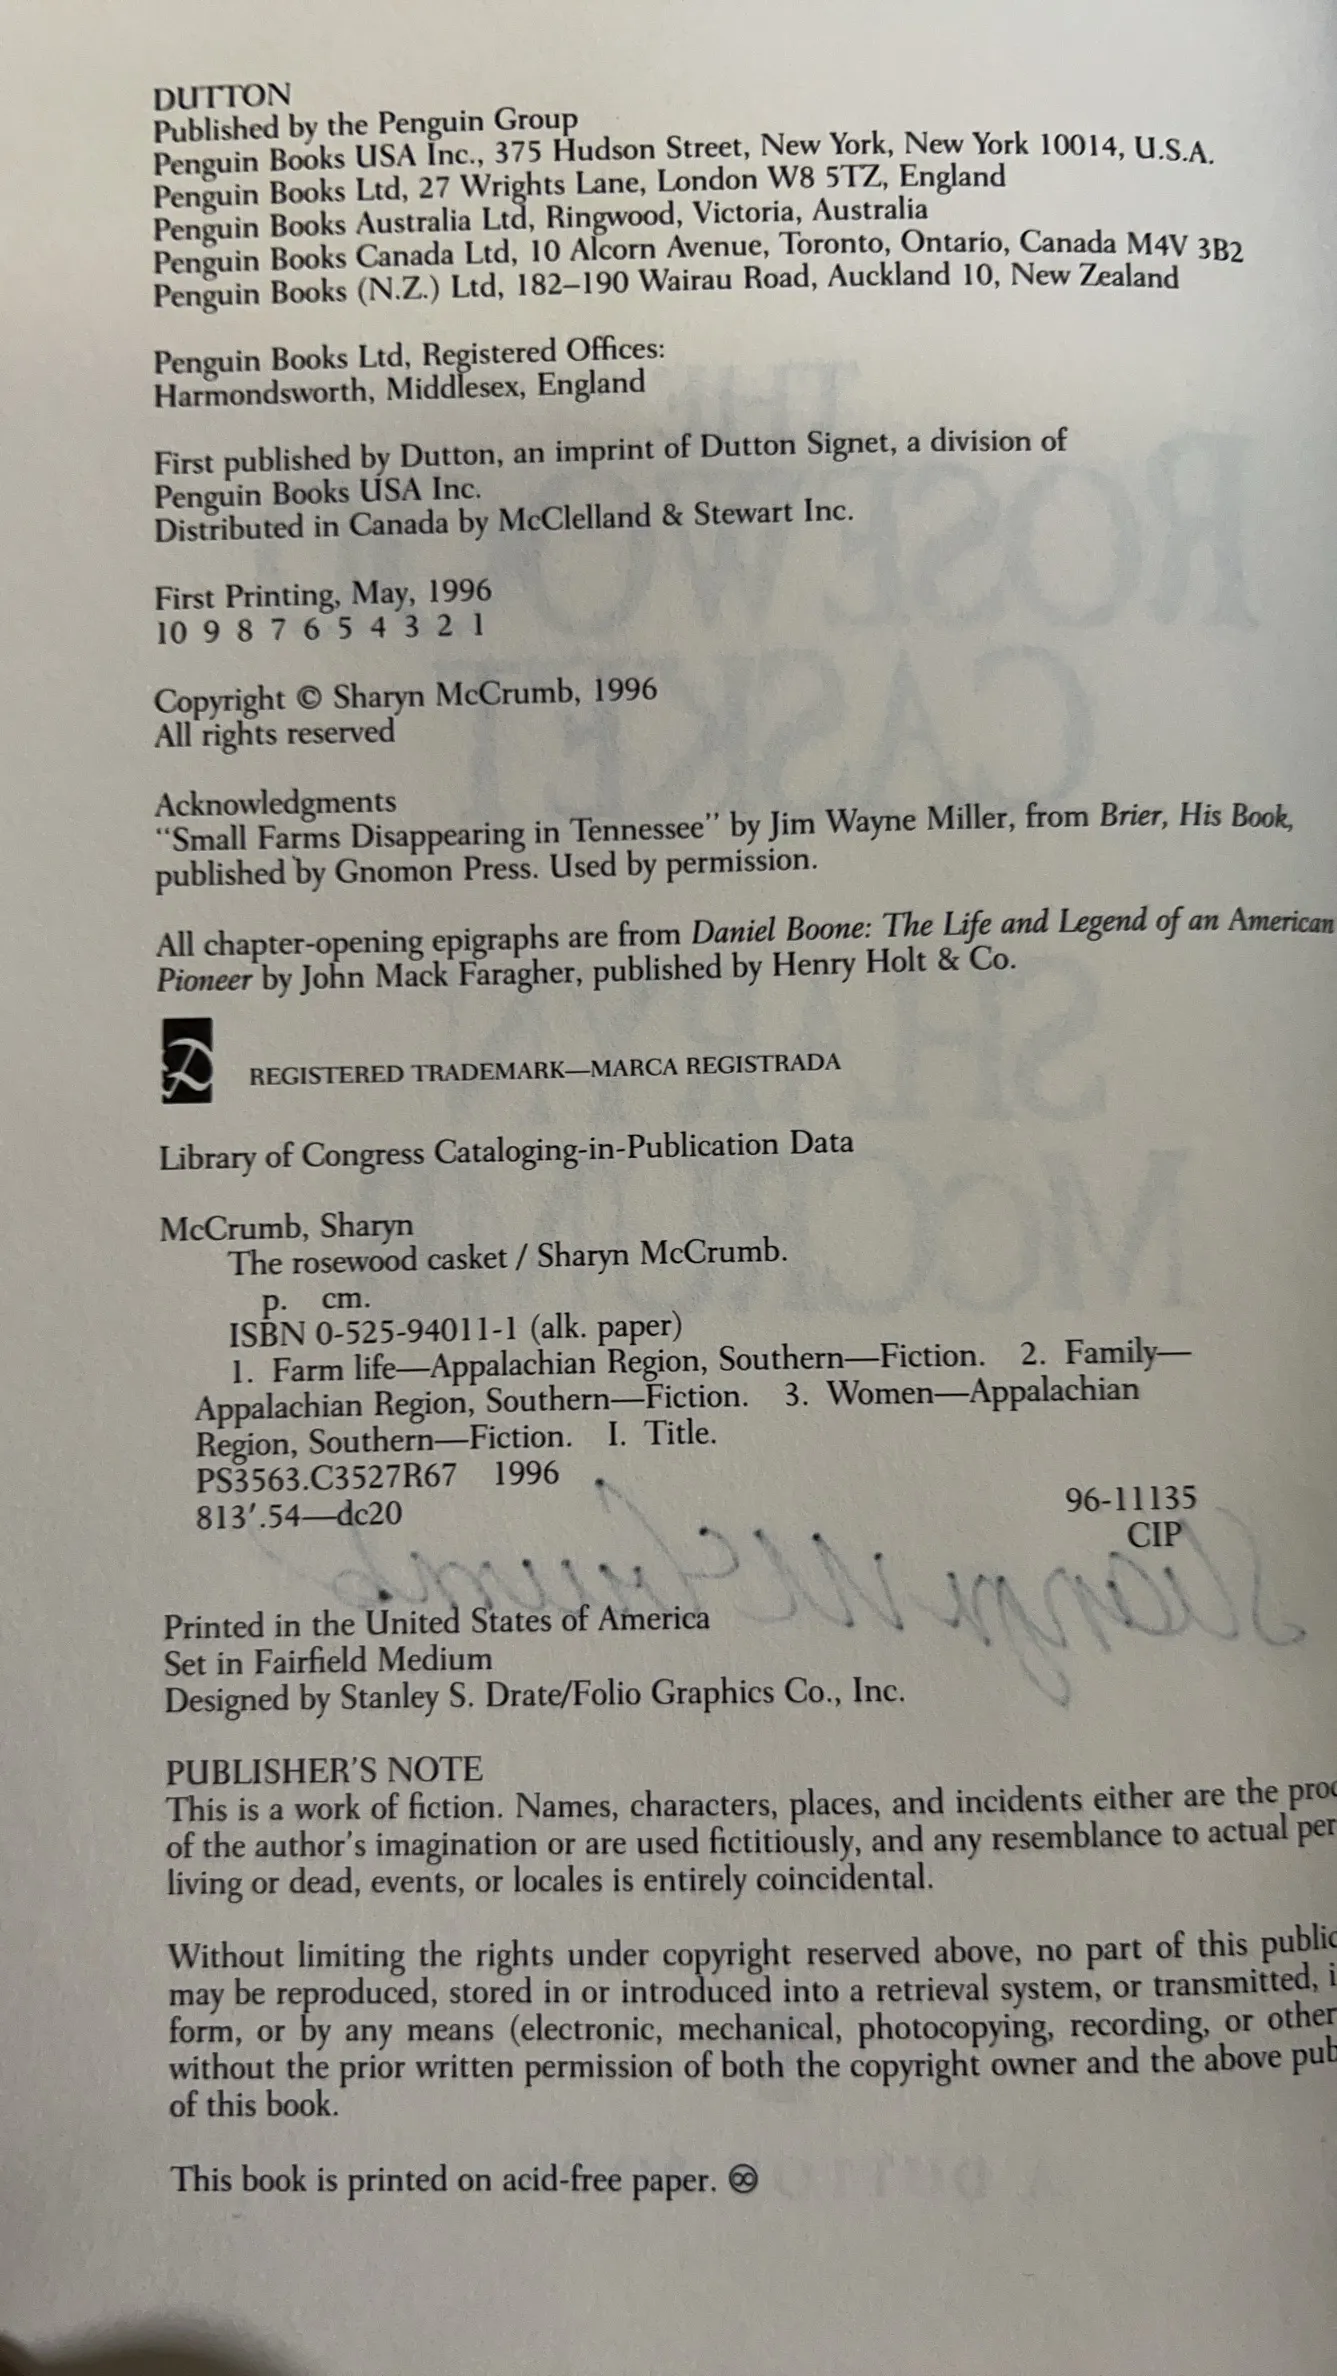 DUTTON
Published by the Penguin Group
Penguin Books USA Inc., 375 Hudson Street, New York, New York 10014, U.S.A.
Penguin Books Ltd, 27 Wrights Lane, London W8 5TZ, England
Penguin Books Australia Ltd, Ringwood, Victoria, Australia
Penguin Books Canada Ltd, 10 Alcorn Avenue, Toronto, Ontario, Canada M4V 3B2
Penguin Books (N.Z.) Ltd, 182–190 Wairau Road, Auckland 10, New Zealand
Penguin Books Ltd, Registered Offices:
Harmondsworth, Middlesex, England
First published by Dutton, an imprint of Dutton Signet, a division of
Penguin Books USA Inc.
Distributed in Canada by McClelland & Stewart Inc.
First Printing, May, 1996
10 9 8 7 6 5 4 3 2 1
Copyright © Sharyn McCrumb, 1996
All rights reserved
Acknowledgments
“Small Farms Disappearing in Tennessee” by Jim Wayne Miller, from Brier, His Book,
published by Gnomon Press. Used by permission.
All chapter-opening epigraphs are from Daniel Boone: The Life and Legend of an American
Pioneer by John Mack Faragher, published by Henry Holt & Co.
D REGISTERED TRADEMARK—MARCA REGISTRADA
Library of Congress Cataloging-in-Publication Data
McCrumb, Sharyn
The rosewood casket / Sharyn McCrumb.
p. cm.
ISBN 0-525-94011-1 (alk. paper)
1. Farm life—Appalachian Region, Southern—Fiction. 2. Family—
Appalachian Region, Southern—Fiction. 3. Women—Appalachian
Region, Southern—Fiction. I. Title.
PS3563.C3527R67 1996
813′.54—dc20
96-11135
CIP
Printed in the United States of America
Set in Fairfield Medium
Designed by Stanley S. Drate/Folio Graphics Co., Inc.
PUBLISHER'S NOTE
This is a work of fiction. Names, characters, places, and incidents either are the
of the author's imagination or are used fictitiously, and any resemblance to actual
living or dead, events, or locales is entirely coincidental.
Without limiting the rights under copyright reserved above, no part of this
may be reproduced, stored in or introduced into a retrieval system, or transmitted,
form, or by any means (electronic, mechanical, photocopying, recording, or
without the prior written permission of both the copyright owner and the above
of this book.
This book is printed on acid-free paper. ♾